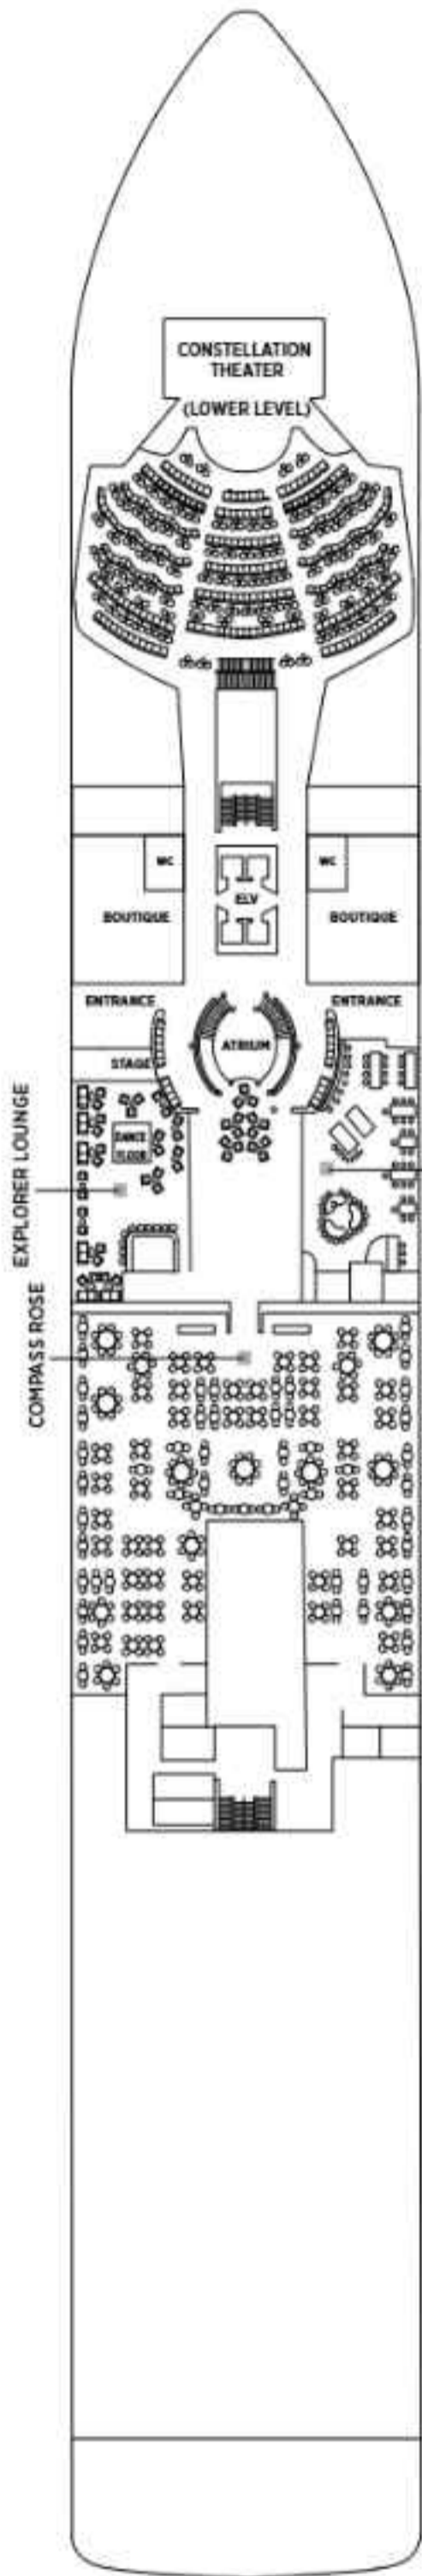 CONSTELLATION
THEATER
(LOWER LEVEL)
WC
ELV
WC
BOUTIQUE
BOUTIQUE
ENTRANCE
ENTRANCE
ATRIUM
STAGE
DANCE
FLOOR
EXPLORER LOUNGE
COMPASS ROSE